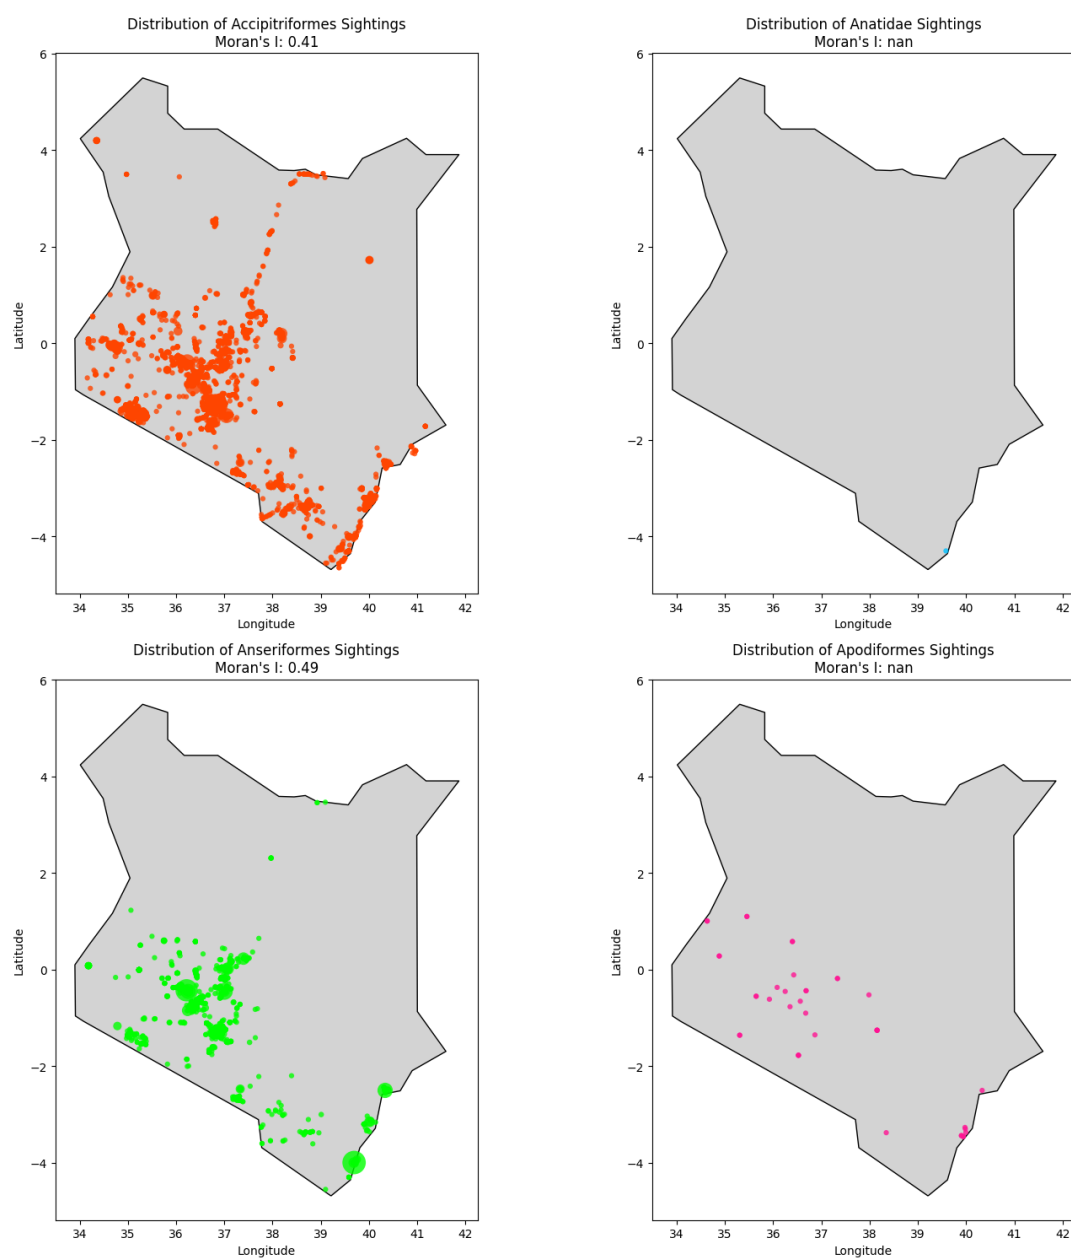 Distribution of Accipitriformes Sightings
Moran's I: 0.41
6
4
2
0
−2
−4
Latitude
34 35 36 37 38 39 40 41 42
Longitude
Distribution of Anatidae Sightings
Moran's I: nan
6
4
2
0
−2
−4
Latitude
34 35 36 37 38 39 40 41 42
Longitude
Distribution of Anseriformes Sightings
Moran's I: 0.49
6
4
2
0
−2
−4
Latitude
34 35 36 37 38 39 40 41 42
Longitude
Distribution of Apodiformes Sightings
Moran's I: nan
6
4
2
0
−2
−4
Latitude
34 35 36 37 38 39 40 41 42
Longitude